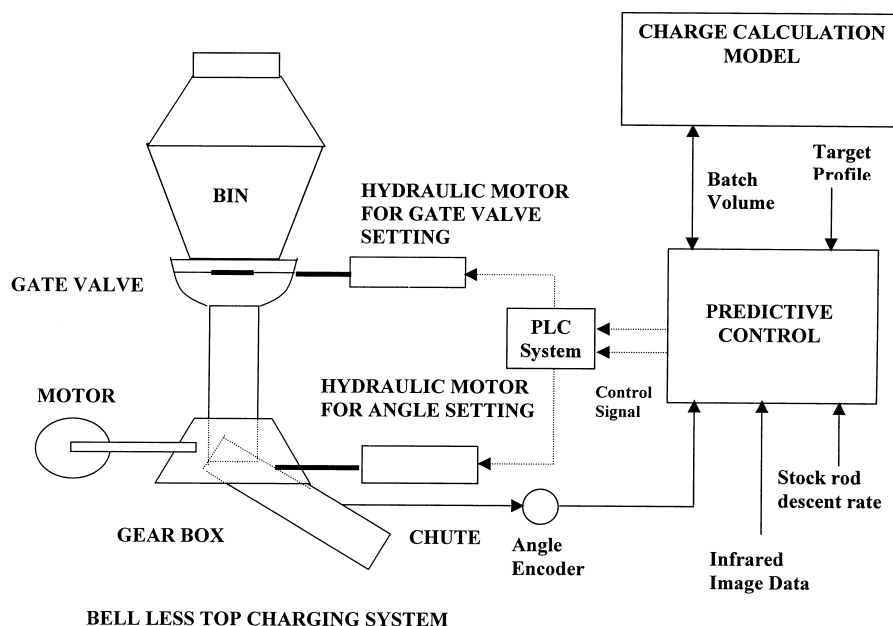 CHARGE CALCULATION
MODEL
Target
Profile
Batch
Volume
BIN
HYDRAULIC MOTOR
FOR GATE VALVE
SETTING
GATE VALVE
PLC
System
PREDICTIVE
CONTROL
Control
Signal
MOTOR
HYDRAULIC MOTOR
FOR ANGLE SETTING
Stock rod
descent rate
GEAR BOX
CHUTE
Angle
Encoder
Infrared
Image Data
BELL LESS TOP CHARGING SYSTEM